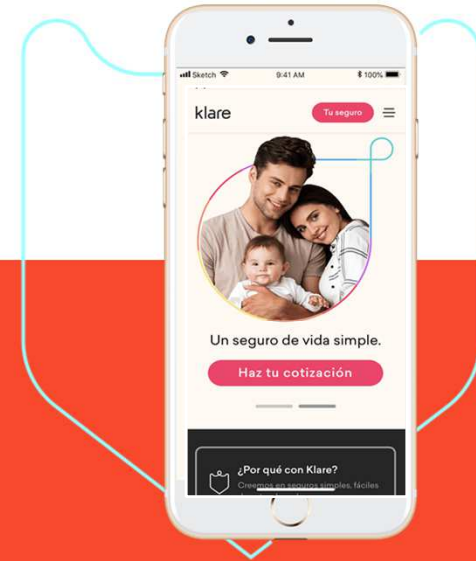 Sketch 9:41 AM 100%
klare Tu seguro
Un seguro de vida simple.
Haz tu cotización
¿Por qué con Klare?
Creemos en seguros simples, fáciles